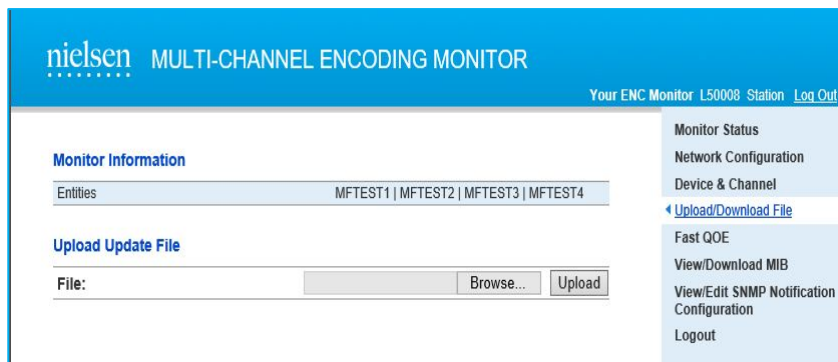 nielsen MULTI-CHANNEL ENCODING MONITOR
Your ENC Monitor L50008 Station Log Out
Monitor Information
Entities MFTEST1 | MFTEST2 | MFTEST3 | MFTEST4
Upload Update File
File: Browse... Upload
Monitor Status
Network Configuration
Device & Channel
Upload/Download File
Fast QOE
View/Download MIB
View/Edit SNMP Notification
Configuration
Logout